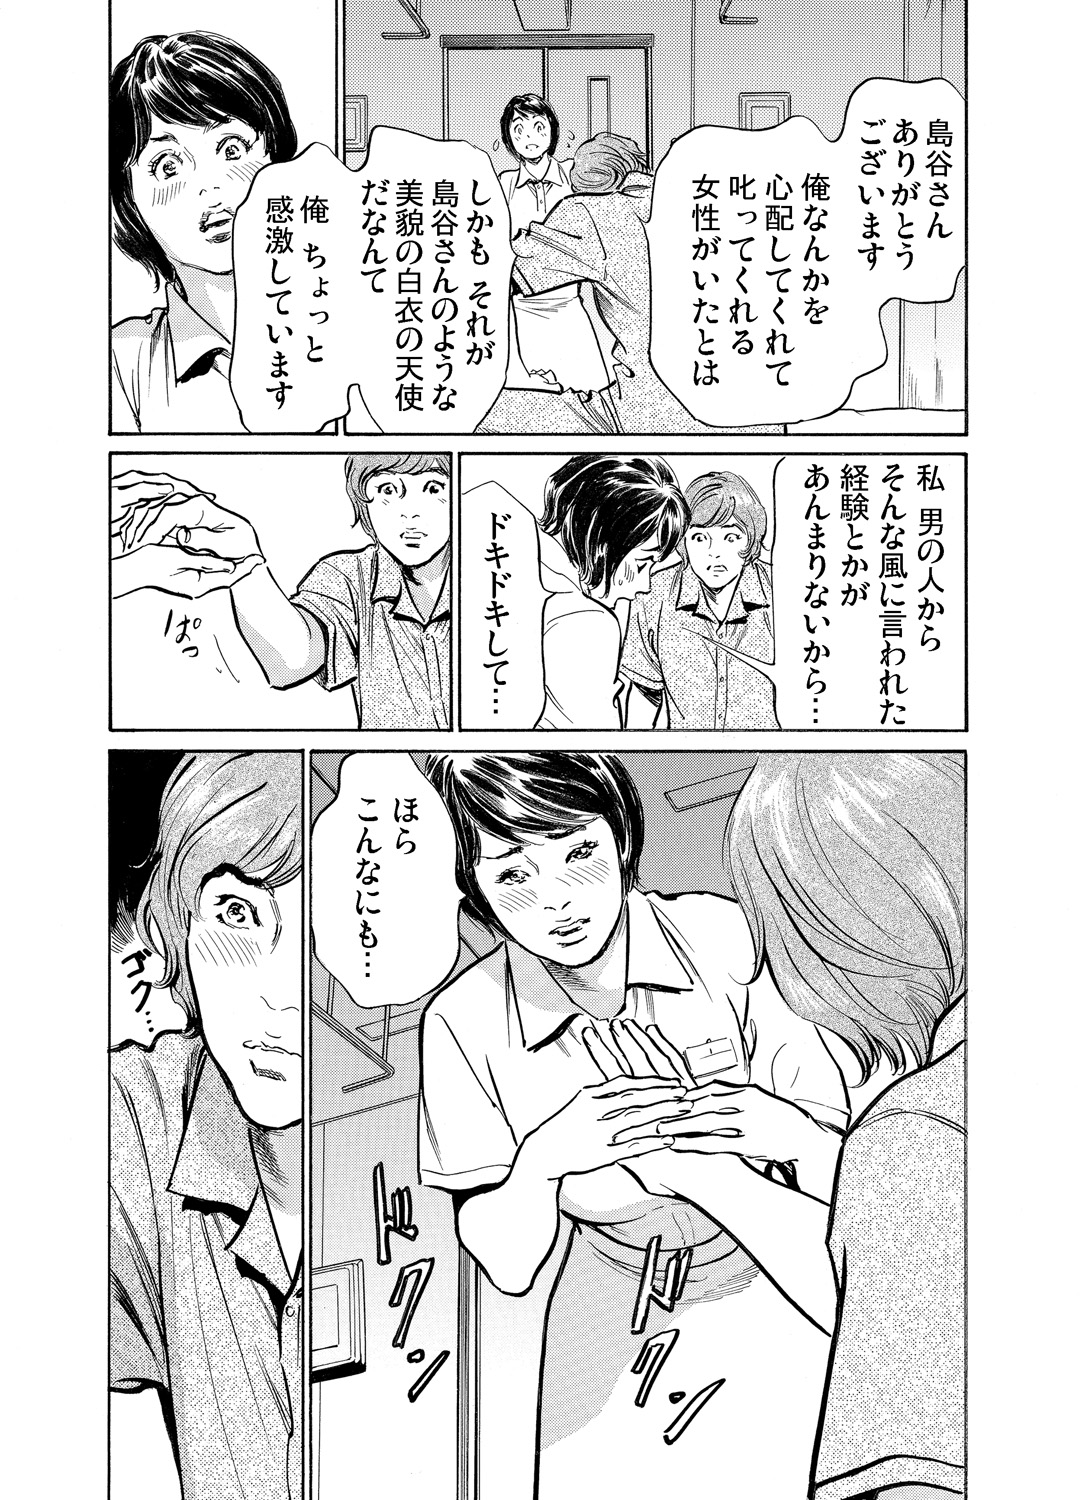 島谷さん
ありがとう
ございます
俺なんかを
心配してくれて
叱ってくれる
女性がいたとは
しかも それが
島谷さんのような
美貌の白衣の天使
だなんて
俺 ちょっと
感激しています
私 男の人から
そんな風に言われた
経験とかが
あんまりないから…
ドキドキして…
ぱっ
ほら
こんなにも…
ドクン
ドクン
ゴク…